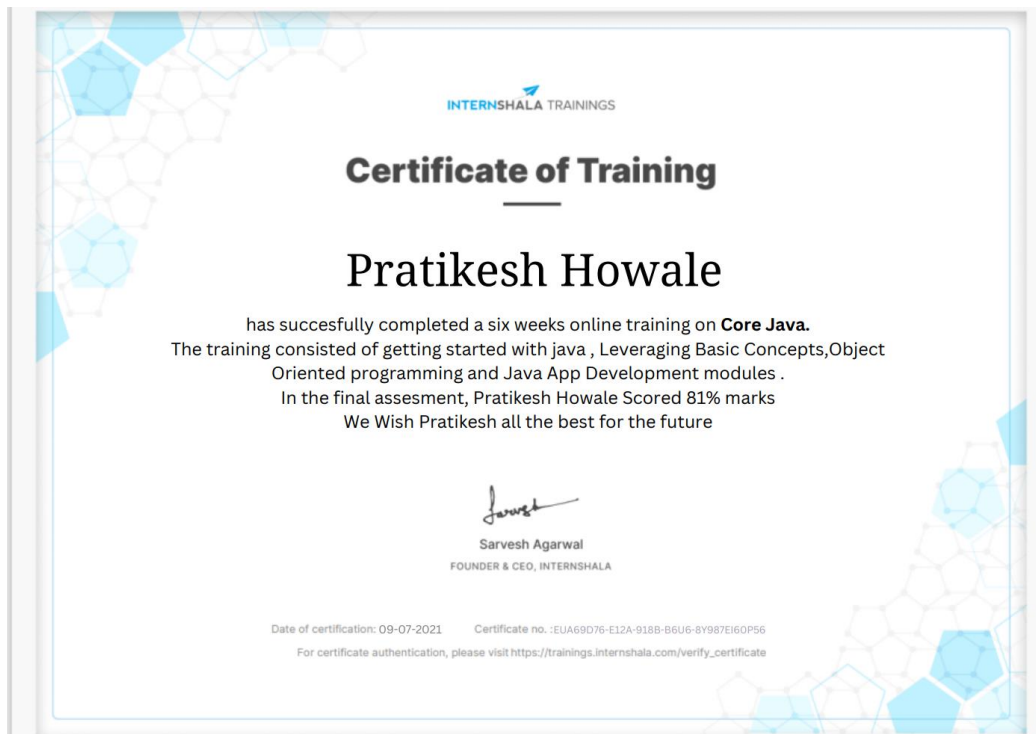 INTERNSHALA TRAININGS
Certificate of Training
Pratikesh Howale
has succesfully completed a six weeks online training on Core Java.
The training consisted of getting started with java , Leveraging Basic Concepts,Object
Oriented programming and Java App Development modules .
In the final assesment, Pratikesh Howale Scored 81% marks
We Wish Pratikesh all the best for the future
Sarvesh Agarwal
FOUNDER & CEO, INTERNSHALA
Date of certification: 09-07-2021 Certificate no. :EUA69D76-E12A-918B-B6U6-8Y987EI60P56
For certificate authentication, please visit https://trainings.internshala.com/verify_certificate